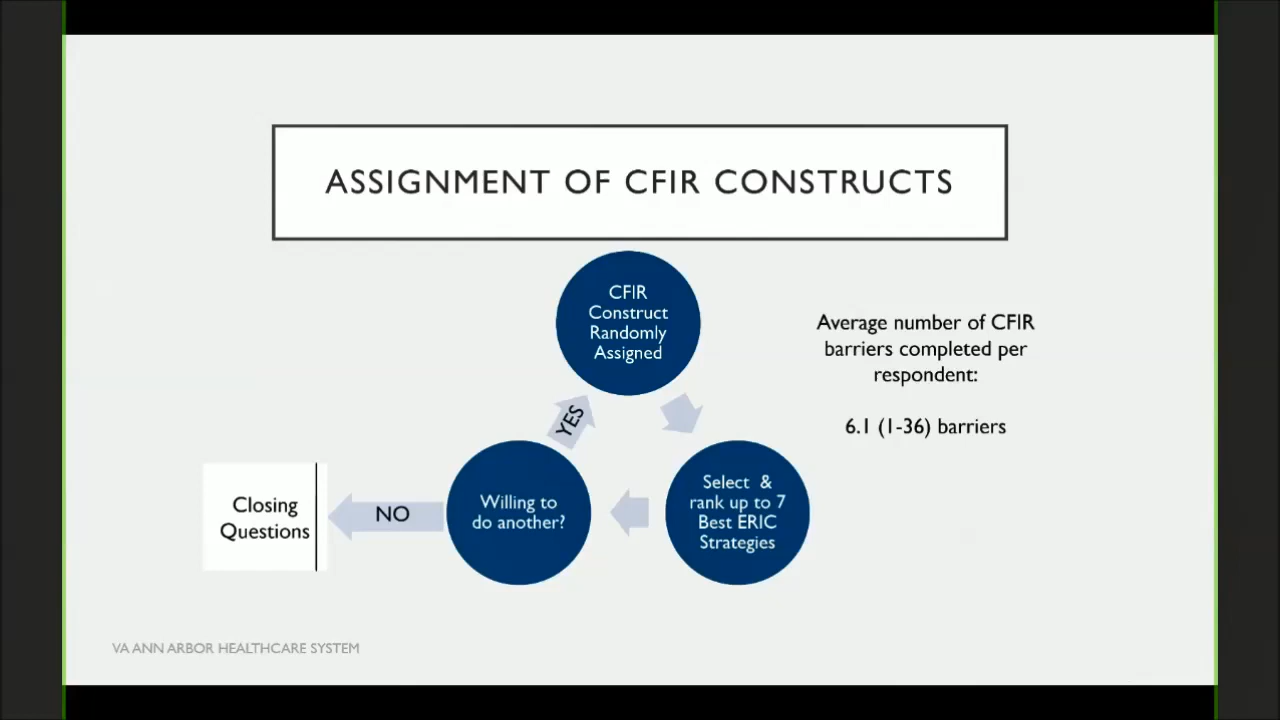 ASSIGNMENT OF CFIR CONSTRUCTS
CFIR
Construct
Randomly
Assigned
Average number of CFIR
barriers completed per
respondent:
6.1 (1-36) barriers
YES
Select &
rank up to 7
Best ERIC
Strategies
Willing to
do another?
NO
Closing
Questions
VA ANN ARBOR HEALTHCARE SYSTEM